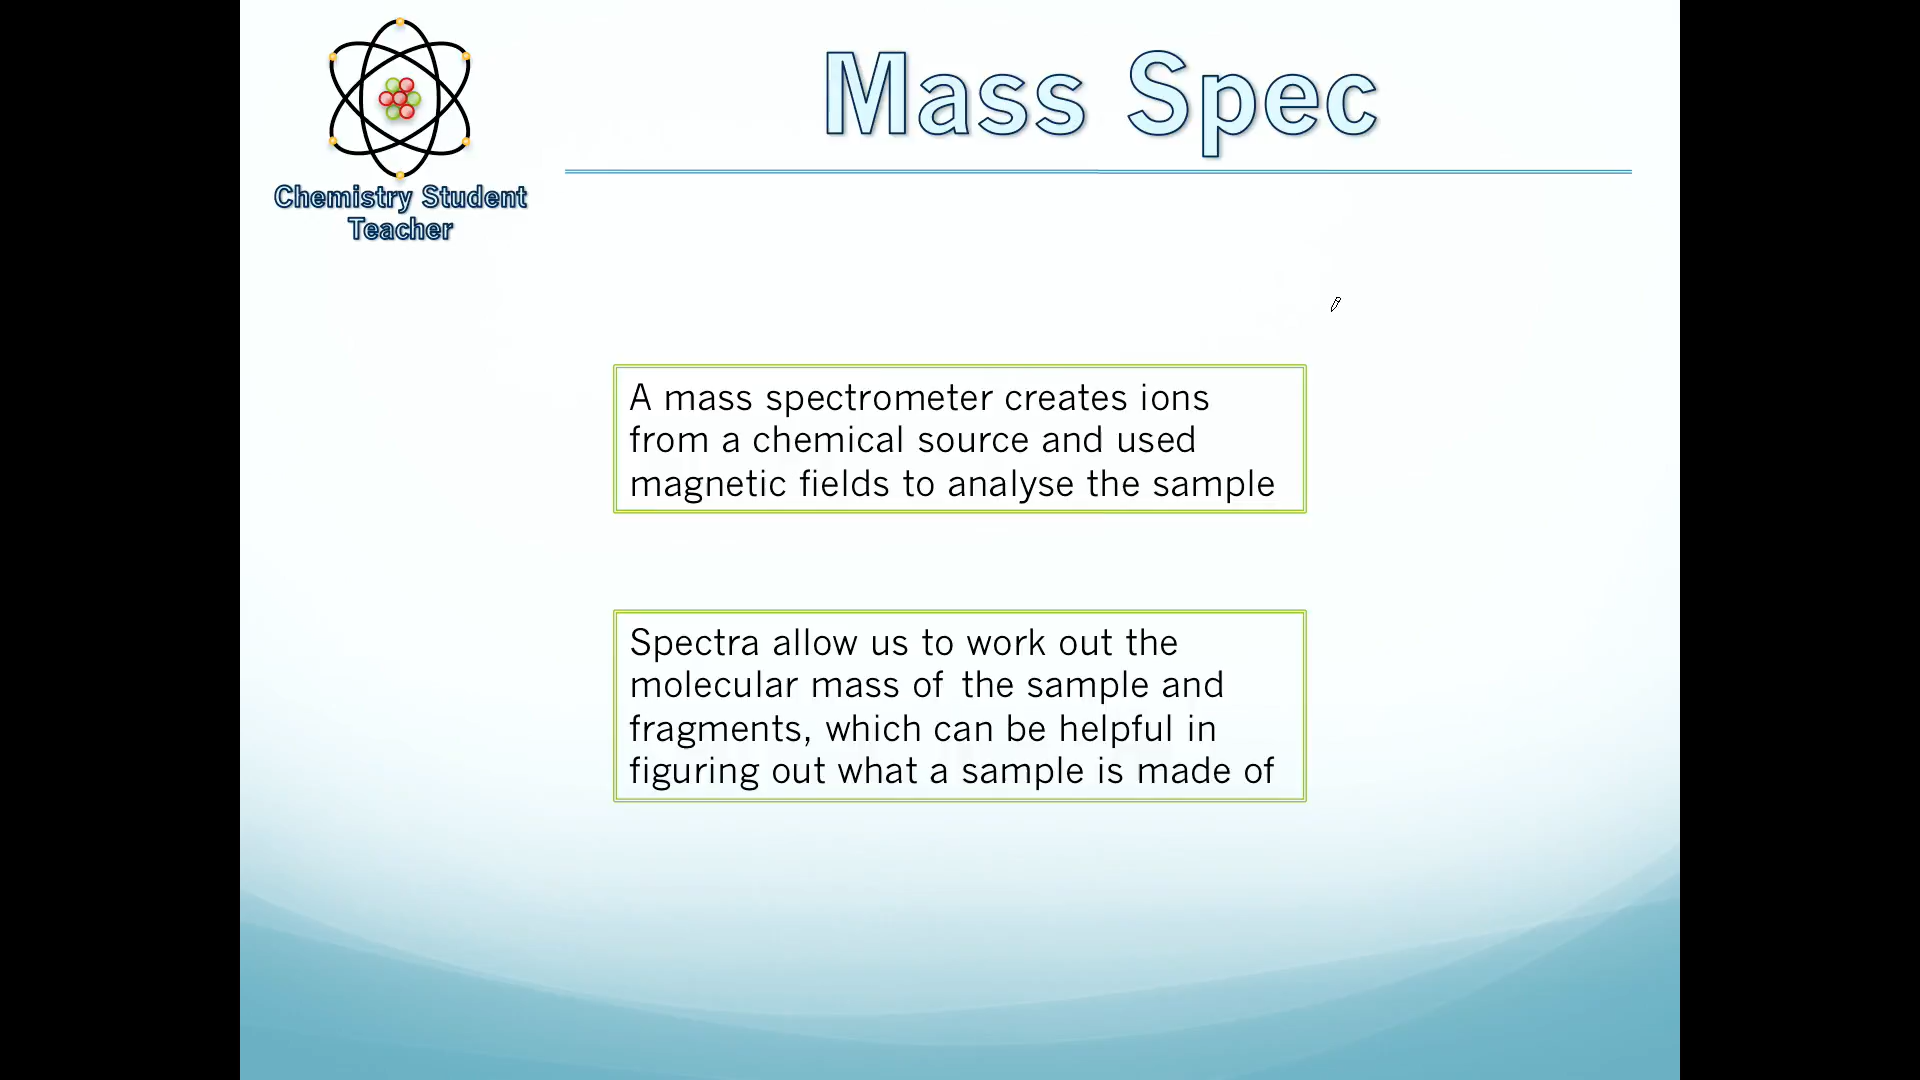 Mass Spec
Chemistry Student
Teacher
A mass spectrometer creates ions
from a chemical source and used
magnetic fields to analyse the sample
Spectra allow us to work out the
molecular mass of the sample and
fragments, which can be helpful in
figuring out what a sample is made of